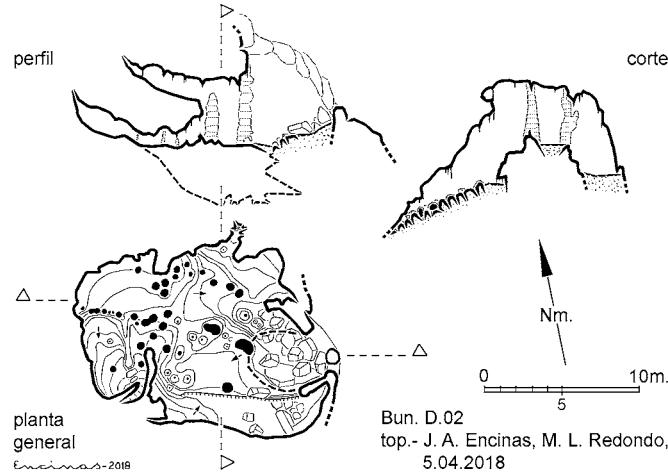 perfil
corte
Nm.
0 10m.
5
planta
general
Encinas-2018
Bun. D.02
top.- J. A. Encinas, M. L. Redondo,
5.04.2018